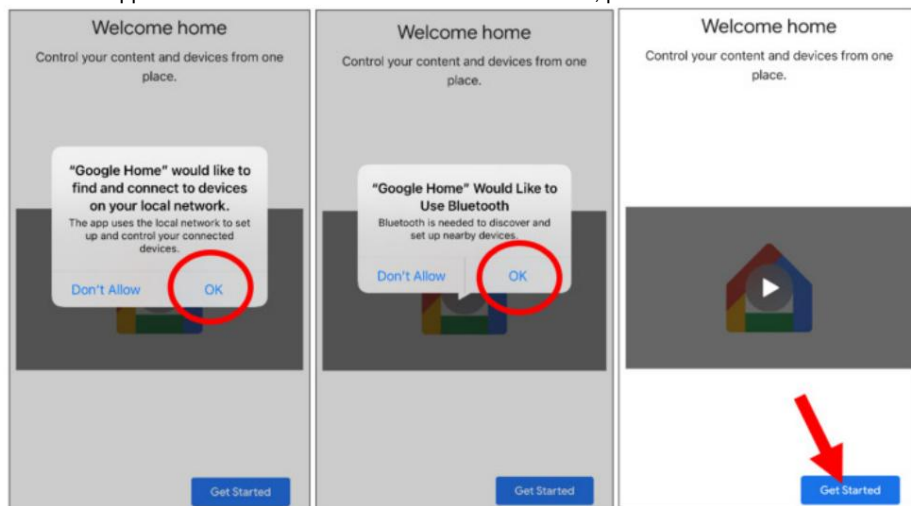 Welcome home
Control your content and devices from one
place.
"Google Home" would like to
find and connect to devices
on your local network.
The app uses the local network to set
up and control your connected
devices.
Don't Allow
OK
Get Started
Welcome home
Control your content and devices from one
place.
"Google Home" Would Like to
Use Bluetooth
Bluetooth is needed to discover and
set up nearby devices.
Don't Allow
OK
Get Started
Welcome home
Control your content and devices from one
place.
Get Started